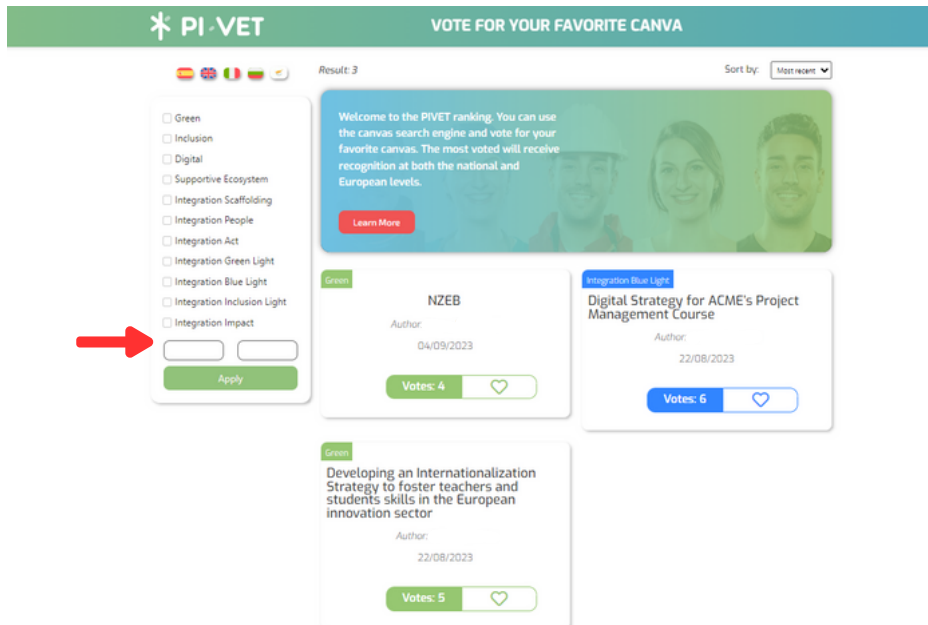 PI-VET
VOTE FOR YOUR FAVORITE CANVA
Result: 3
Sort by:
Most recent
Green
Inclusion
Digital
Supportive Ecosystem
Integration Scaffolding
Integration People
Integration Act
Integration Green Light
Integration Blue Light
Integration Inclusion Light
Integration Impact
Apply
Welcome to the PIVET ranking. You can use
the canvas search engine and vote for your
favorite canvas. The most voted will receive
recognition at both the national and
European levels.
Learn More
Green
NZEB
Author:
04/09/2023
Votes: 4
Integration Blue Light
Digital Strategy for ACME's Project
Management Course
Author:
22/08/2023
Votes: 6
Green
Developing an Internationalization
Strategy to foster teachers and
students skills in the European
innovation sector
Author:
22/08/2023
Votes: 5